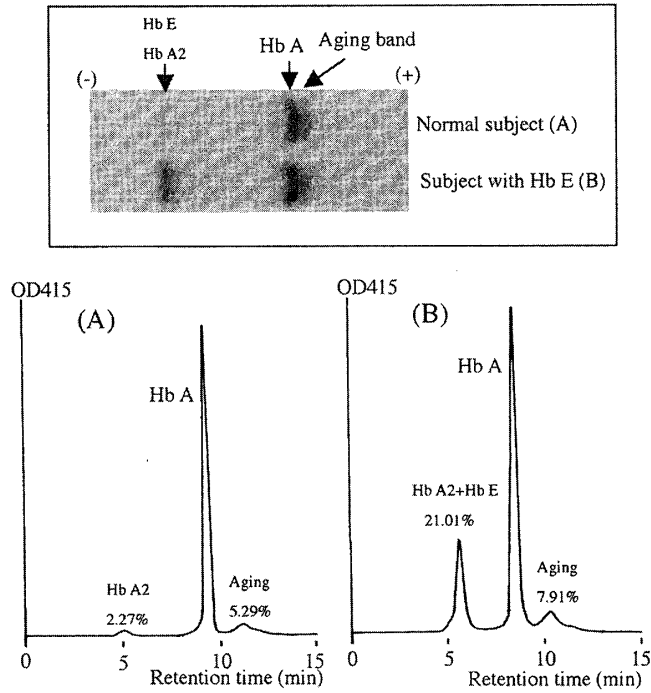 Hb E
Hb A2
Hb A
Aging band
(-)
(+)
Normal subject (A)
Subject with Hb E (B)
OD415
(A)
Hb A
Hb A2
2.27%
Aging
5.29%
0
5
10
15
Retention time (min)
OD415
(B)
Hb A
Hb A2+Hb E
21.01%
Aging
7.91%
0
5
10
15
Retention time (min)